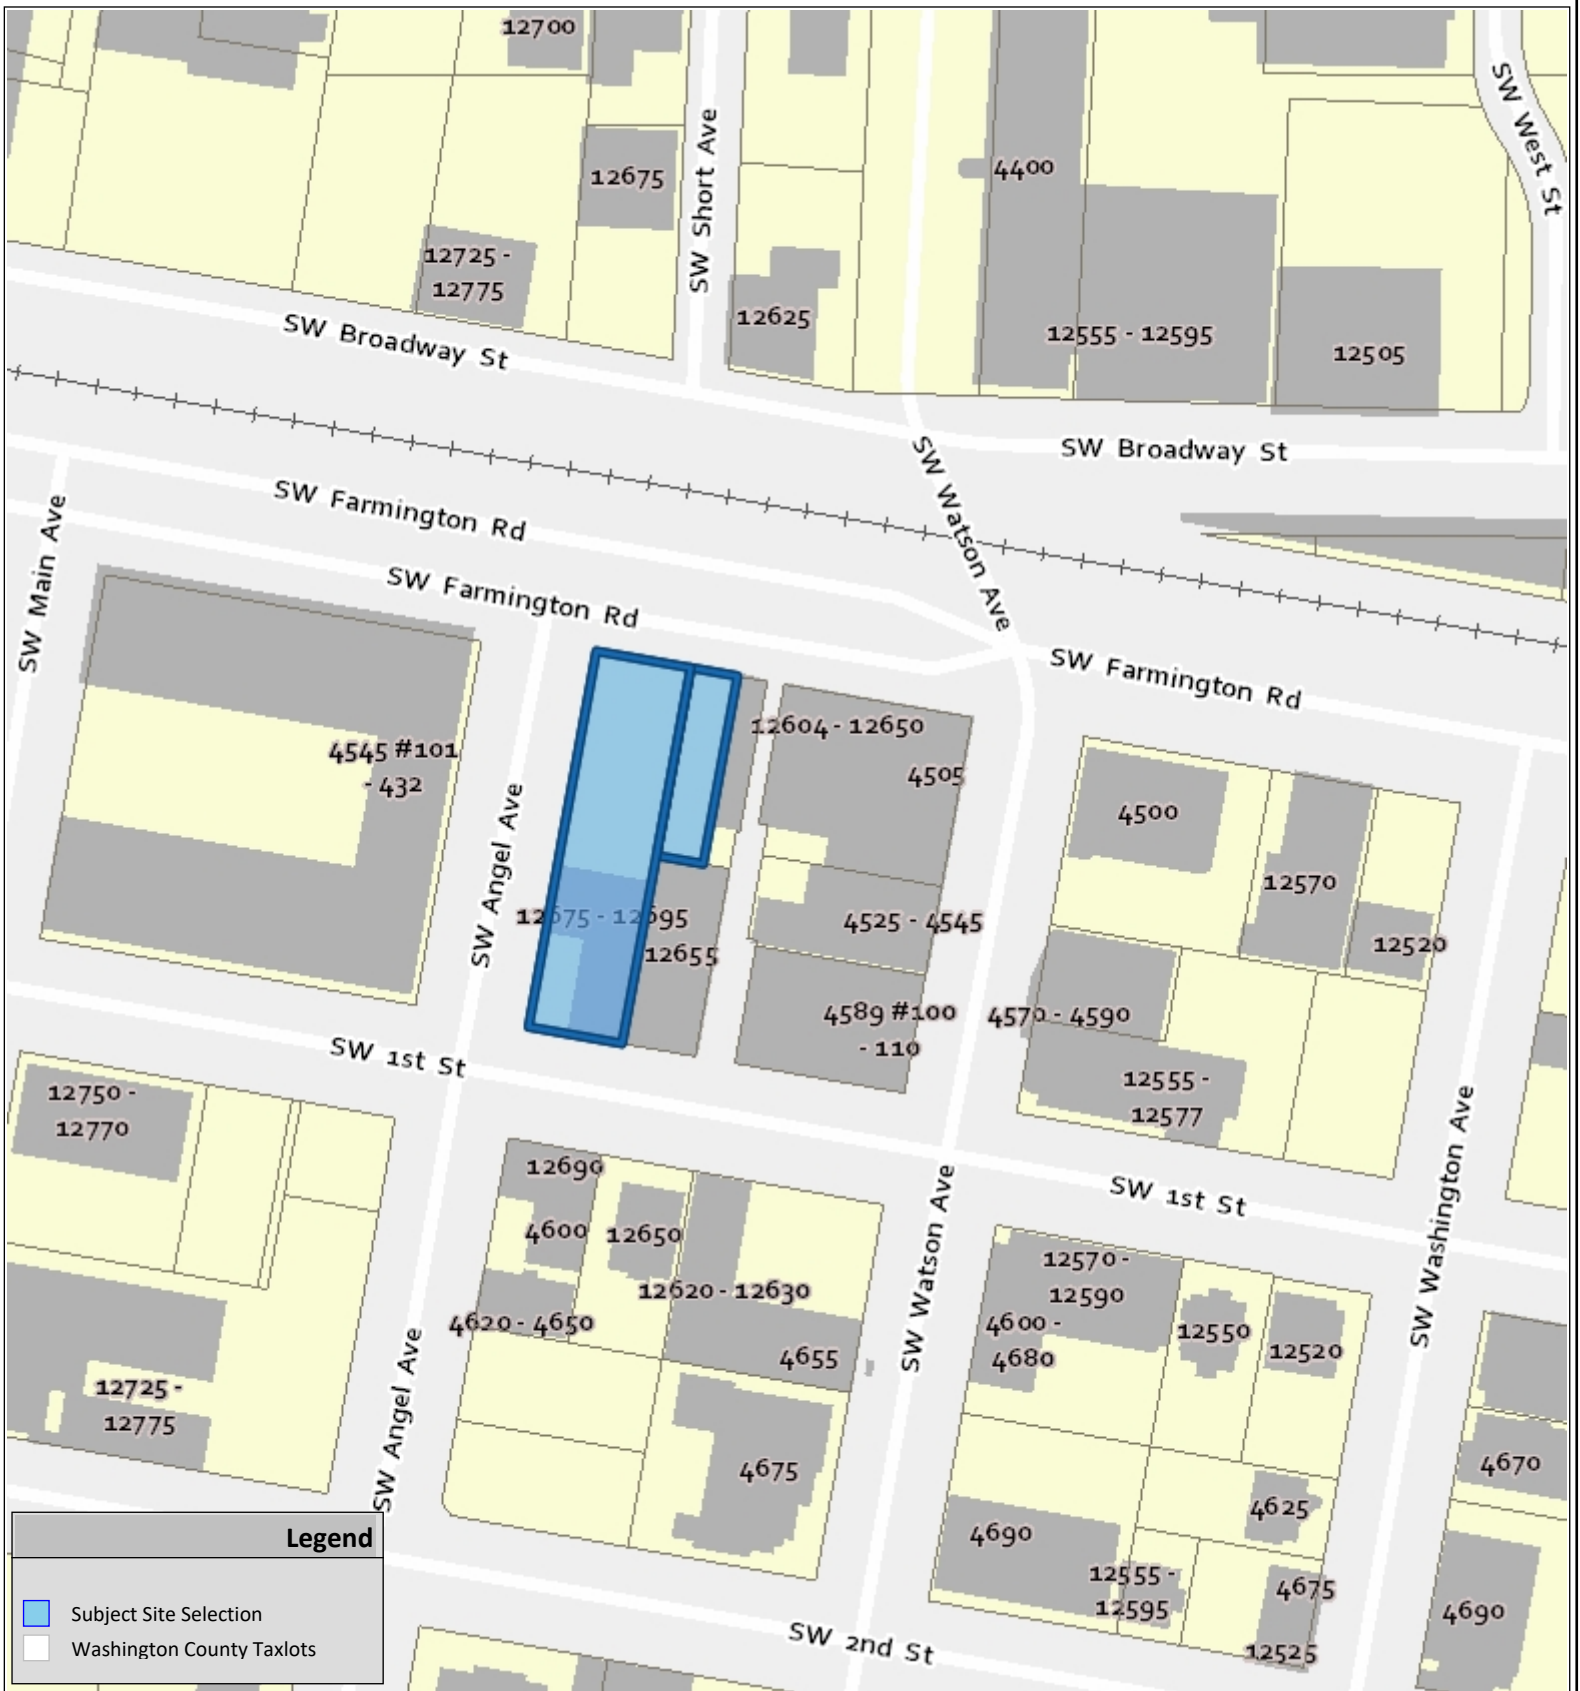 12700
SW West St
SW Short Ave
4400
12675
12725 -
12775
12625
12555 - 12595
12505
SW Broadway St
SW Broadway St
SW Watson Ave
SW Farmington Rd
SW Main Ave
SW Farmington Rd
SW Farmington Rd
12604 - 12650
4545 #101
- 432
4505
4500
SW Angel Ave
12570
12675 - 12695
4525 - 4545
12520
12655
4589 #100
- 110
4570 - 4590
SW 1st St
12750 -
12770
12555 -
12577
SW Washington Ave
12690
SW 1st St
4600
12650
SW Watson Ave
12570 -
12590
12620 - 12630
4620 - 4650
4600 -
4680
12550
12520
4655
SW Angel Ave
12725 -
12775
4675
4670
4625
4690
12555 -
12595
4675
4690
SW 2nd St
12525
Legend
Subject Site Selection
Washington County Taxlots